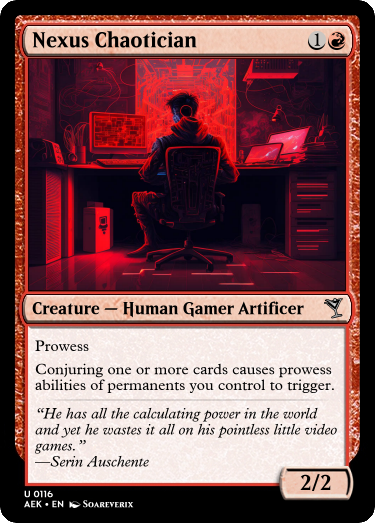 Nexus Chaotician 1
Creature — Human Gamer Artificer
Prowess
Conjuring one or more cards causes prowess
abilities of permanents you control to trigger.
“He has all the calculating power in the world
and yet he wastes it all on his pointless little video
games.”
—Serin Auschente
2/2
U 0116
AEK • EN Soareverix